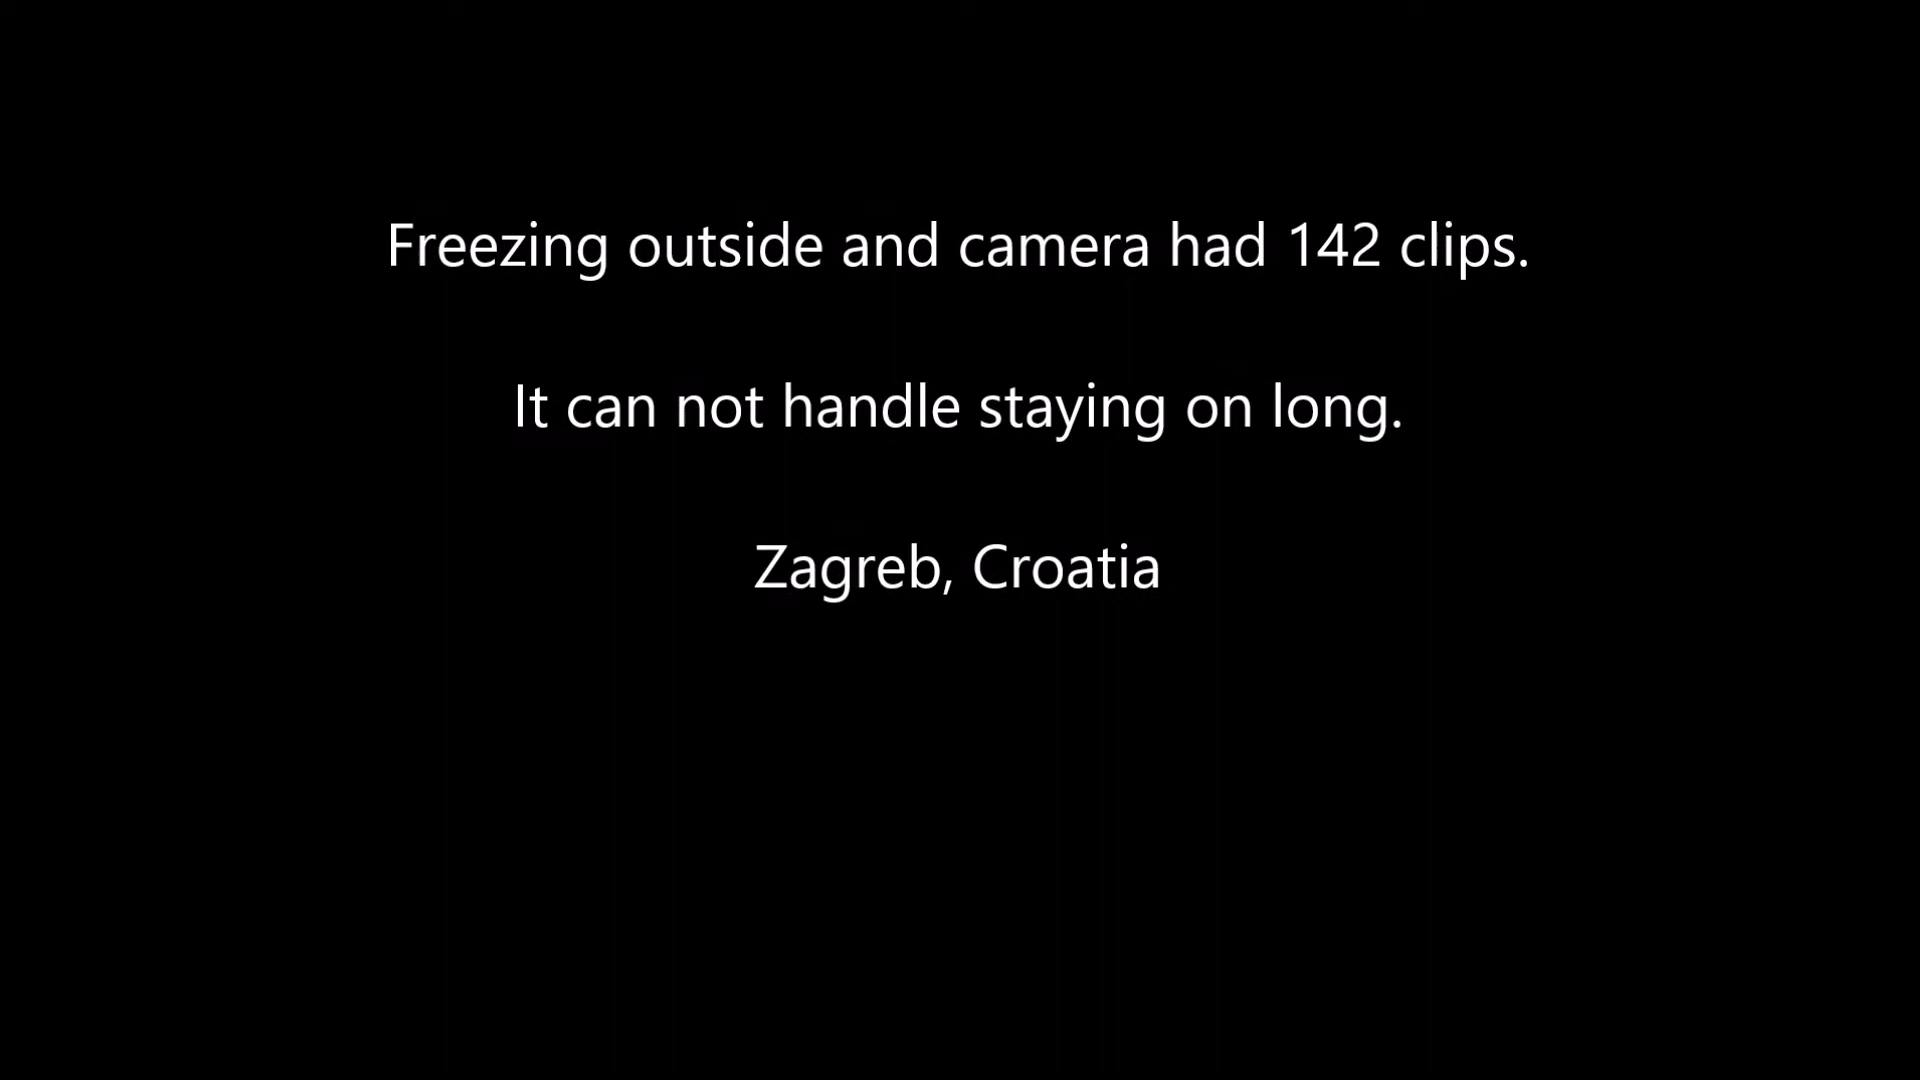 Freezing outside and camera had 142 clips.
It can not handle staying on long.
Zagreb, Croatia